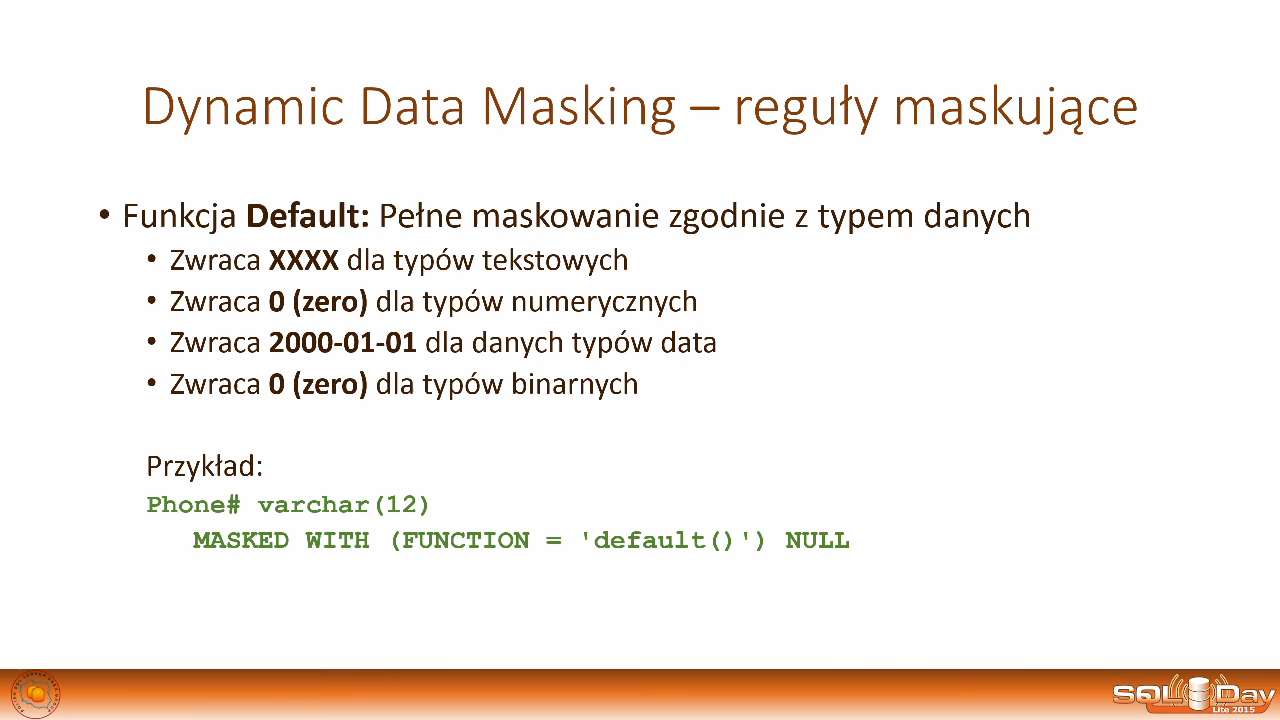 Dynamic Data Masking – reguły maskujące
• Funkcja Default: Pełne maskowanie zgodnie z typem danych
• Zwraca XXXX dla typów tekstowych
• Zwraca 0 (zero) dla typów numerycznych
• Zwraca 2000-01-01 dla danych typów data
• Zwraca 0 (zero) dla typów binarnych
Przykład:
Phone# varchar(12)
MASKED WITH (FUNCTION = 'default()') NULL
SQL Day
Lite 2015